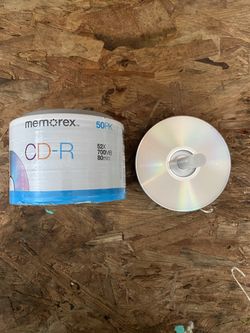 memorex 50PK
CD-R
52X
700MB
80min